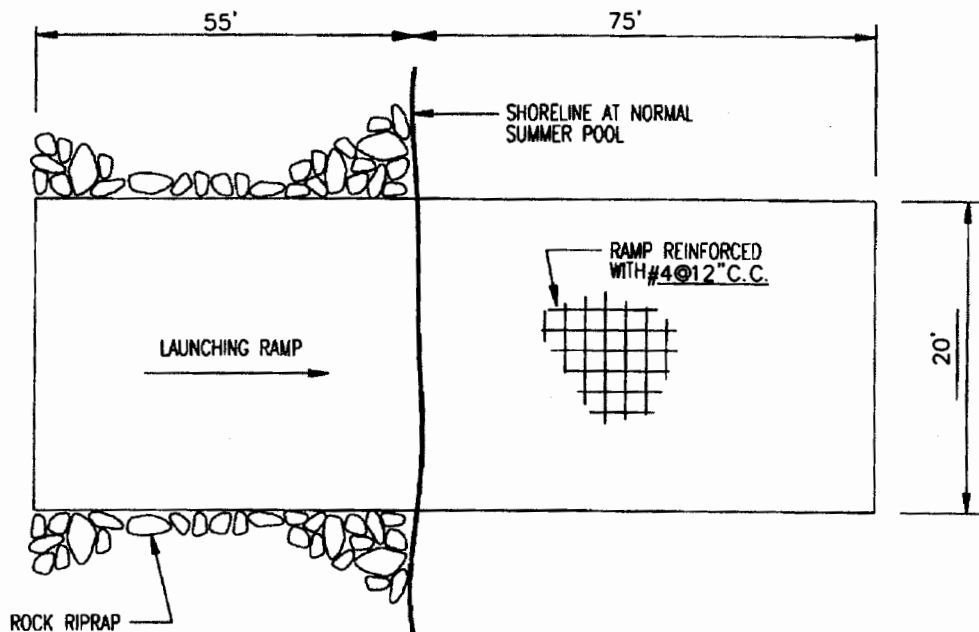 55'
75'
SHORELINE AT NORMAL
SUMMER POOL
RAMP REINFORCED
WITH #4@12"C.C.
LAUNCHING RAMP
20'
ROCK RIPRAP